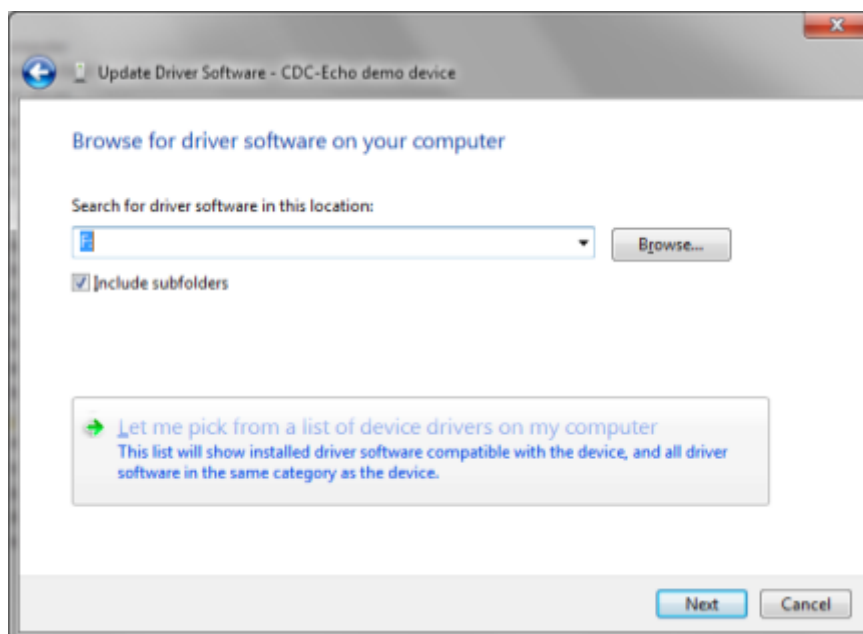 Update Driver Software - CDC-Echo demo device
Browse for driver software on your computer
Search for driver software in this location:
Browse...
Include subfolders
Let me pick from a list of device drivers on my computer
This list will show installed driver software compatible with the device, and all driver
software in the same category as the device.
Next
Cancel